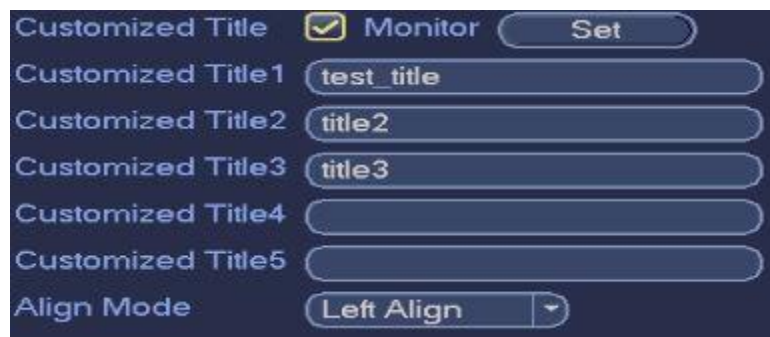 Customized Title Monitor Set
Customized Title1 test_title
Customized Title2 title2
Customized Title3 title3
Customized Title4
Customized Title5
Align Mode Left Align